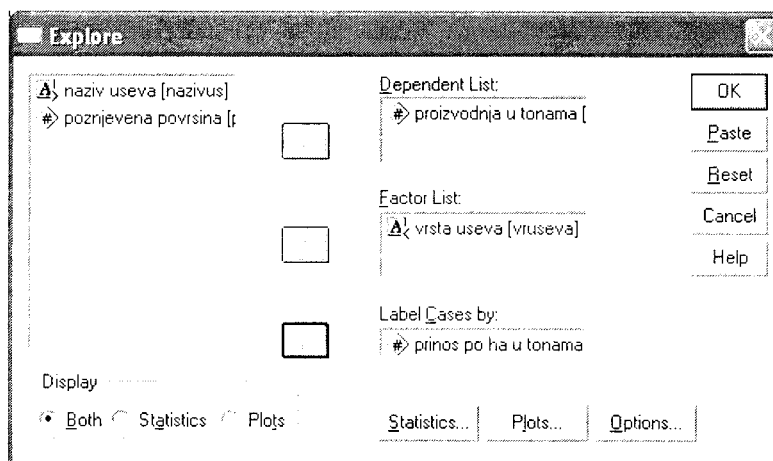 Explore
naziv useva [nazivus]
poznjevena povrsina [p
Dependent List:
proizvodnja u tonama [
Factor List:
vrsta useva [vruseva]
Label Cases by:
prinos po ha u tonama
OK
Paste
Reset
Cancel
Help
Display
Both Statistics Plots
Statistics... Plots... Options...